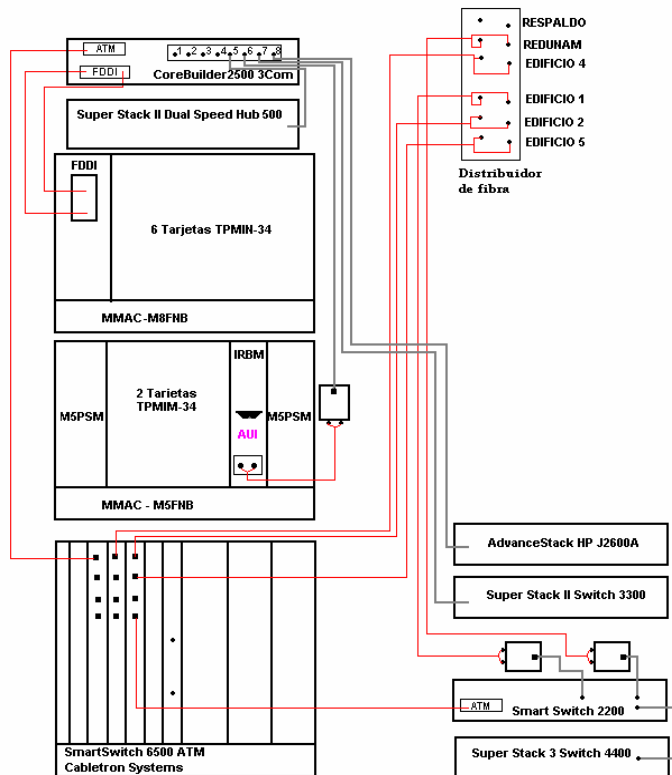 ATM
1 2 3 4 5 6 7 8
FDDI
CoreBuilder2500 3Com
RESPALDO
REDUNAM
EDIFICIO 4
EDIFICIO 1
EDIFICIO 2
EDIFICIO 5
Distribuidor
de fibra
Super Stack II Dual Speed Hub 500
FDDI
6 Tarjetas TPMIN-34
MMAC-M8FNB
IRBM
2 Tarietas
TPMIM-34
M5PSM
M5PSM
AUI
MMAC - M5FNB
AdvanceStack HP J2600A
Super Stack II Switch 3300
ATM
Smart Switch 2200
SmartSwitch 6500 ATM
Cabletron Systems
Super Stack 3 Switch 4400